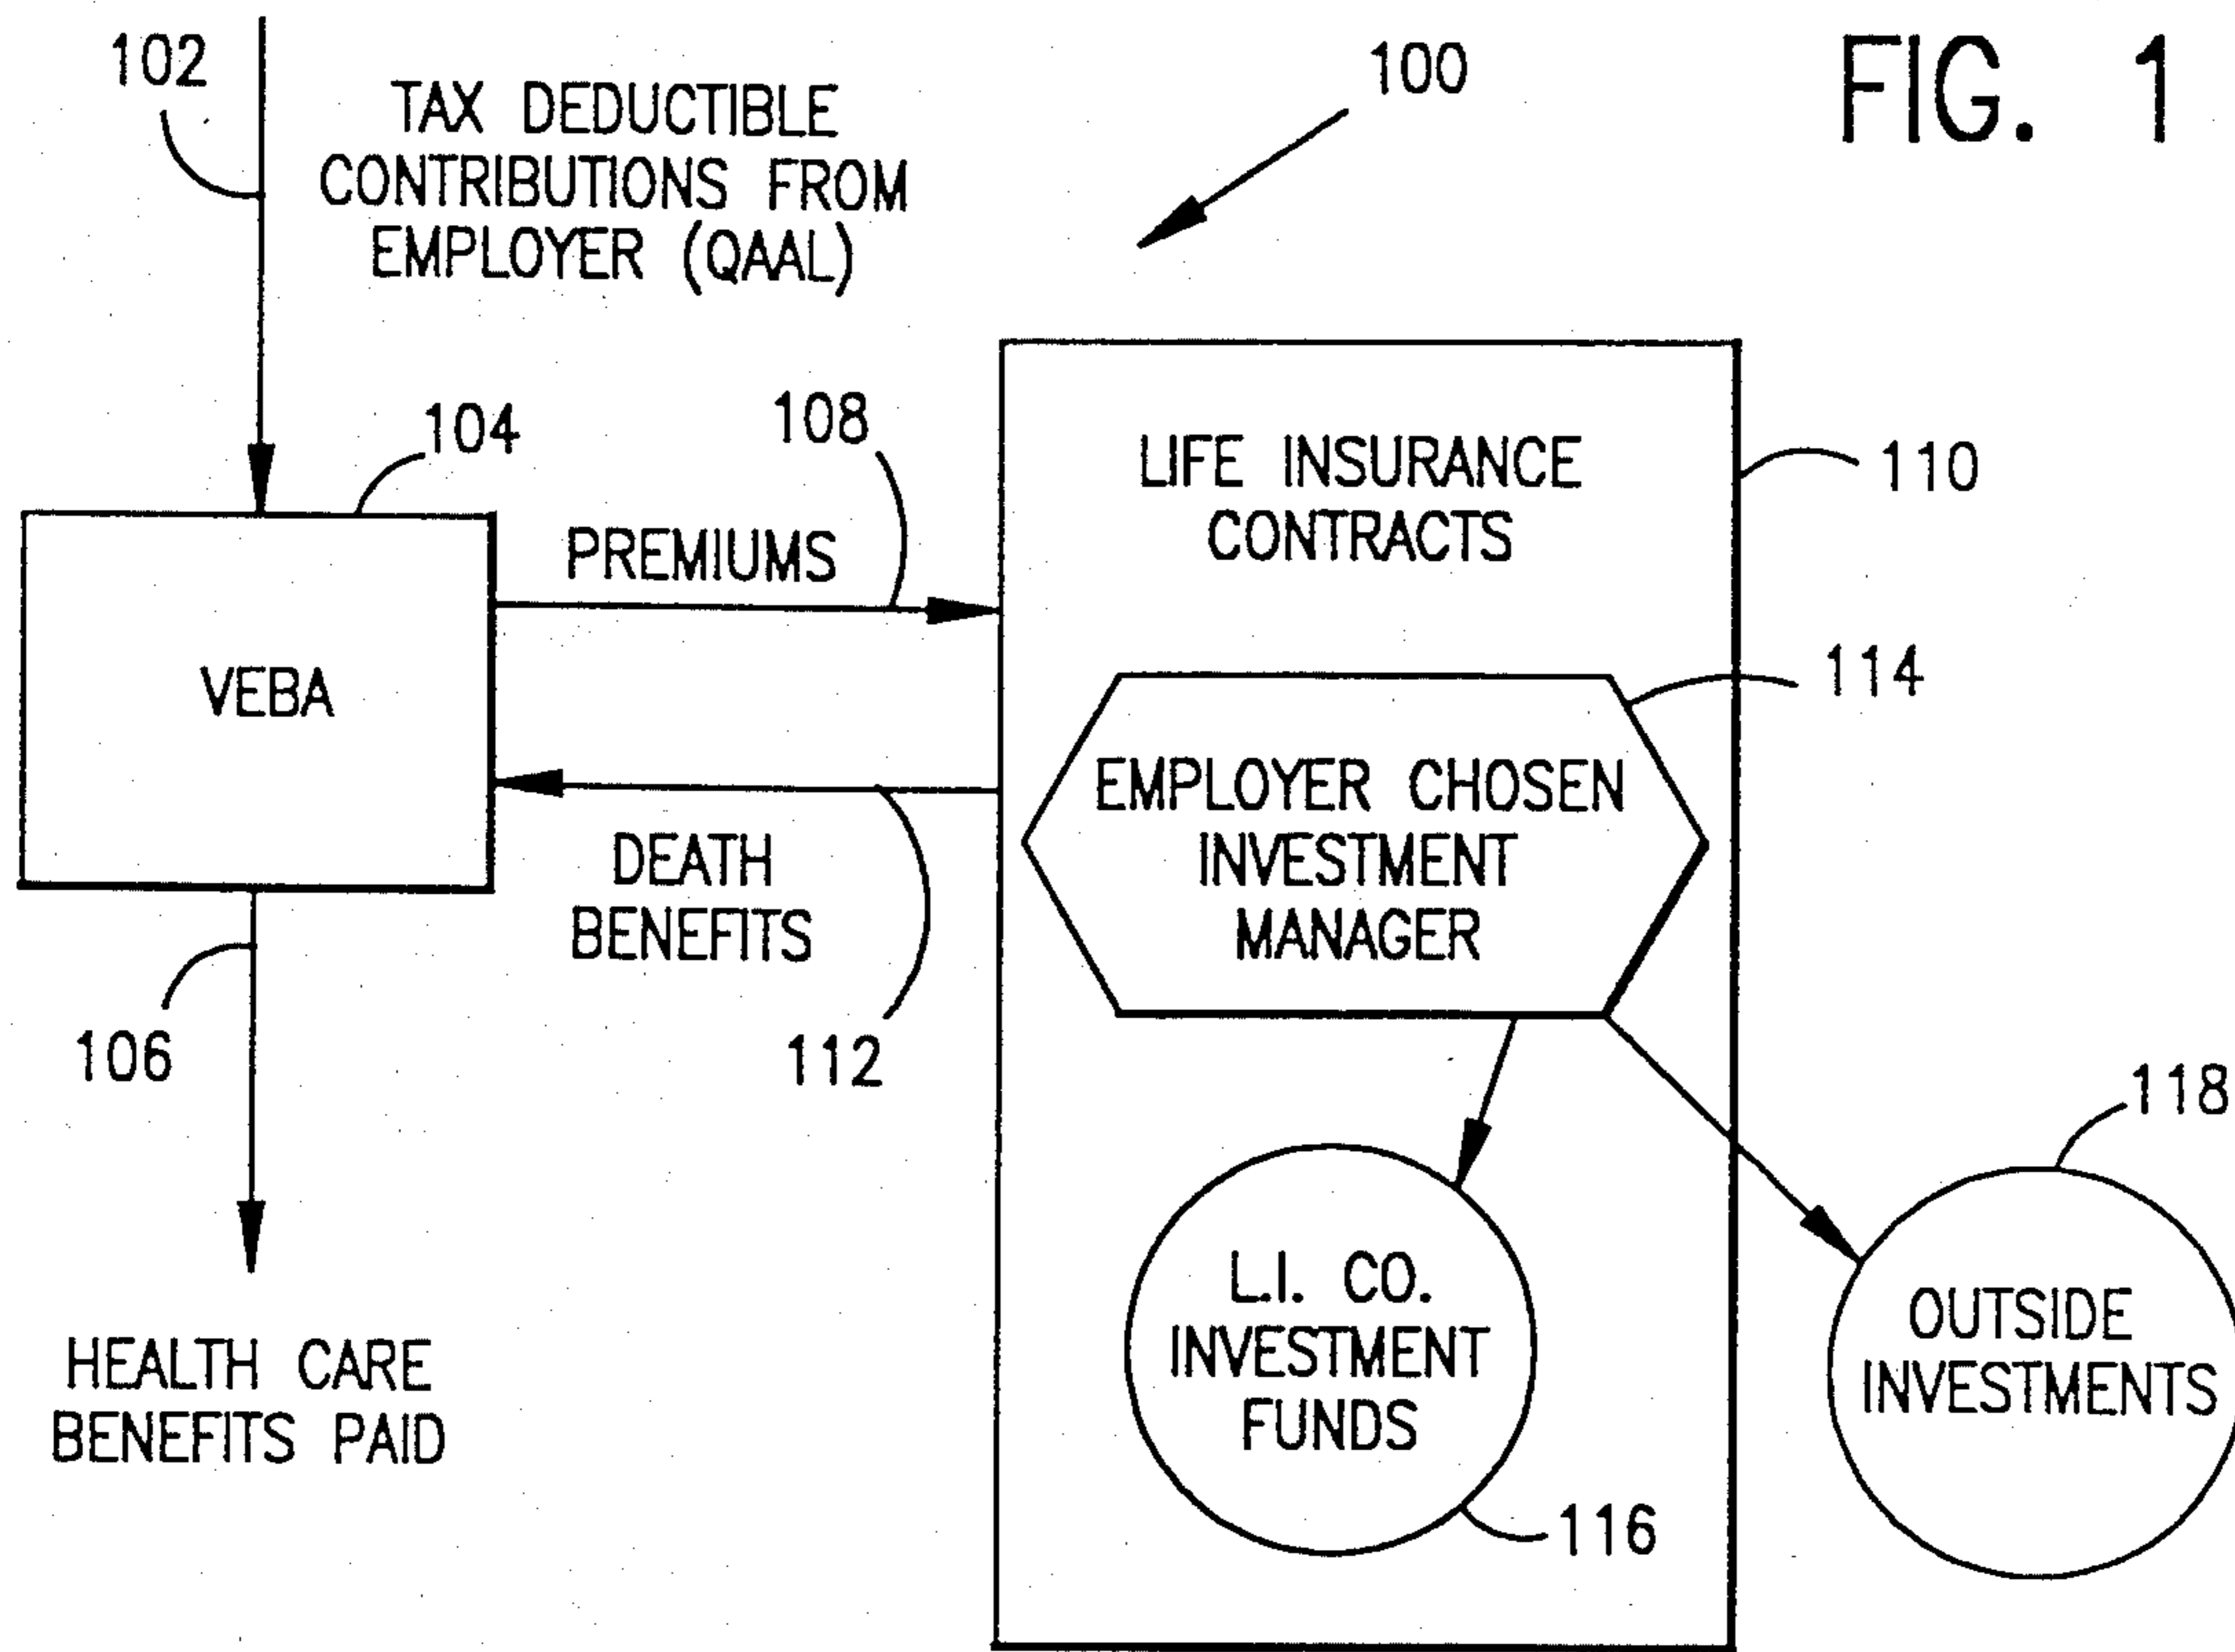 FIG. 1
100
102
TAX DEDUCTIBLE
CONTRIBUTIONS FROM
EMPLOYER (QAAL)
104
VEBA
106
HEALTH CARE
BENEFITS PAID
108
PREMIUMS
DEATH
BENEFITS
112
LIFE INSURANCE
CONTRACTS
110
114
EMPLOYER CHOSEN
INVESTMENT
MANAGER
L.I. CO.
INVESTMENT
FUNDS
116
118
OUTSIDE
INVESTMENTS